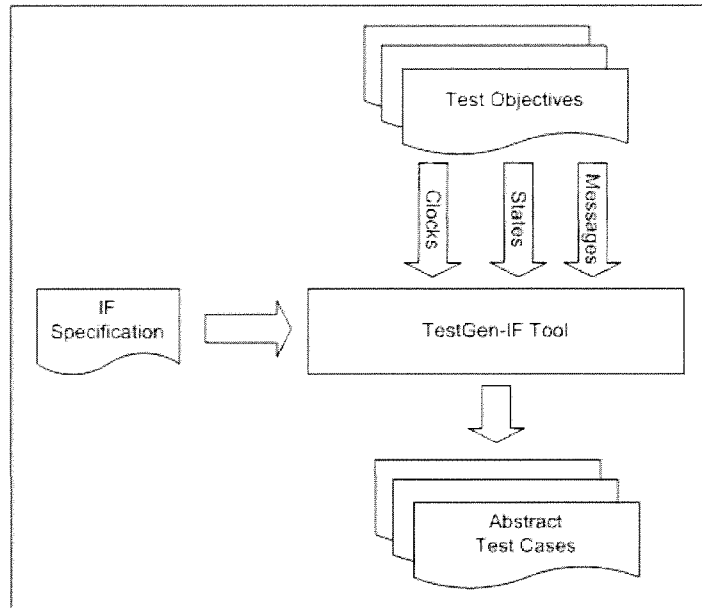 Test Objectives
Clocks
States
Messages
IF
Specification
TestGen-IF Tool
Abstract
Test Cases